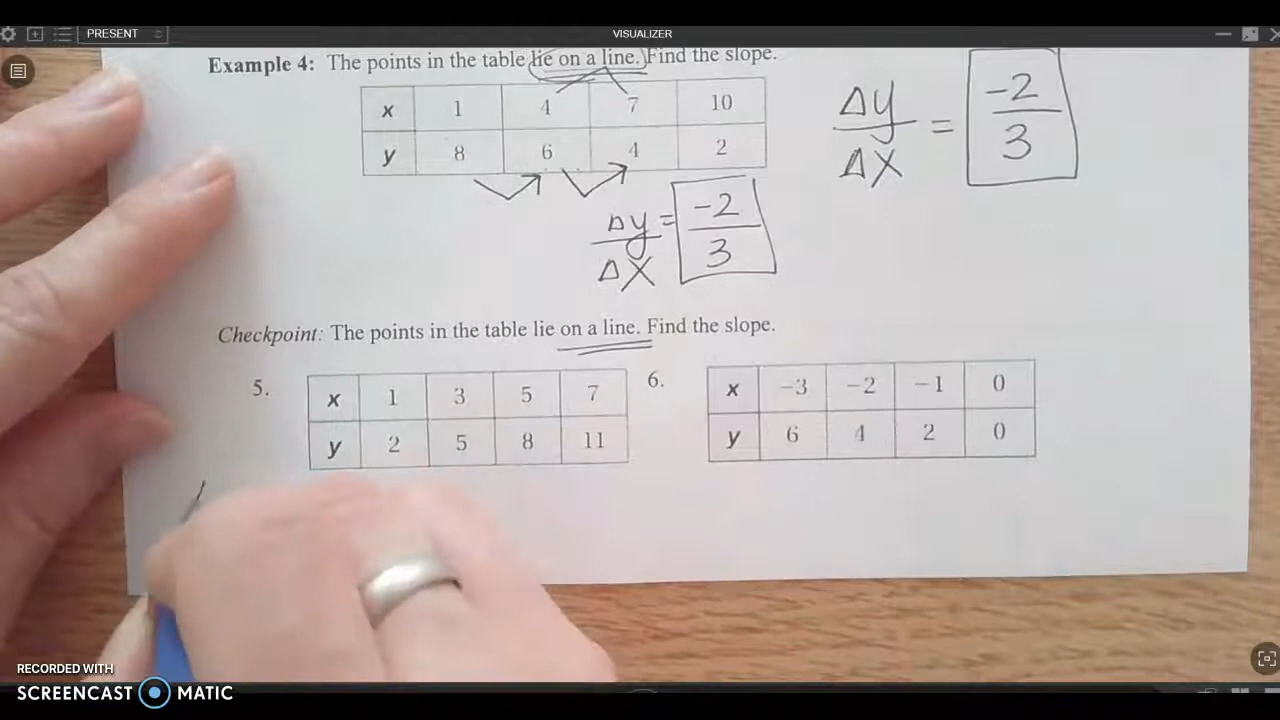 PRESENT
VISUALIZER
Example 4: The points in the table lie on a line. Find the slope.
x 1 4 7 10
y 8 6 4 2
Δy/Δx = -2/3
Δy/Δx = -2/3
Checkpoint: The points in the table lie on a line. Find the slope.
5.
x 1 3 5 7
y 2 5 8 11
6.
x −3 −2 −1 0
y 6 4 2 0
RECORDED WITH
SCREENCAST MATIC